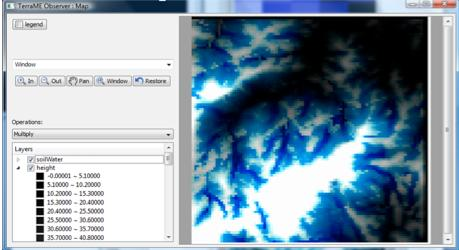 TerraME Observer : Map
legend
Window
In Out Pan Window Restore
Operations:
Multiply
Layers
soilWater
height
-0.00001 ~ 5.10000
5.10000 ~ 10.20000
10.20000 ~ 15.30000
15.30000 ~ 20.40000
20.40000 ~ 25.50000
25.50000 ~ 30.60000
30.60000 ~ 35.70000
35.70000 ~ 40.80000